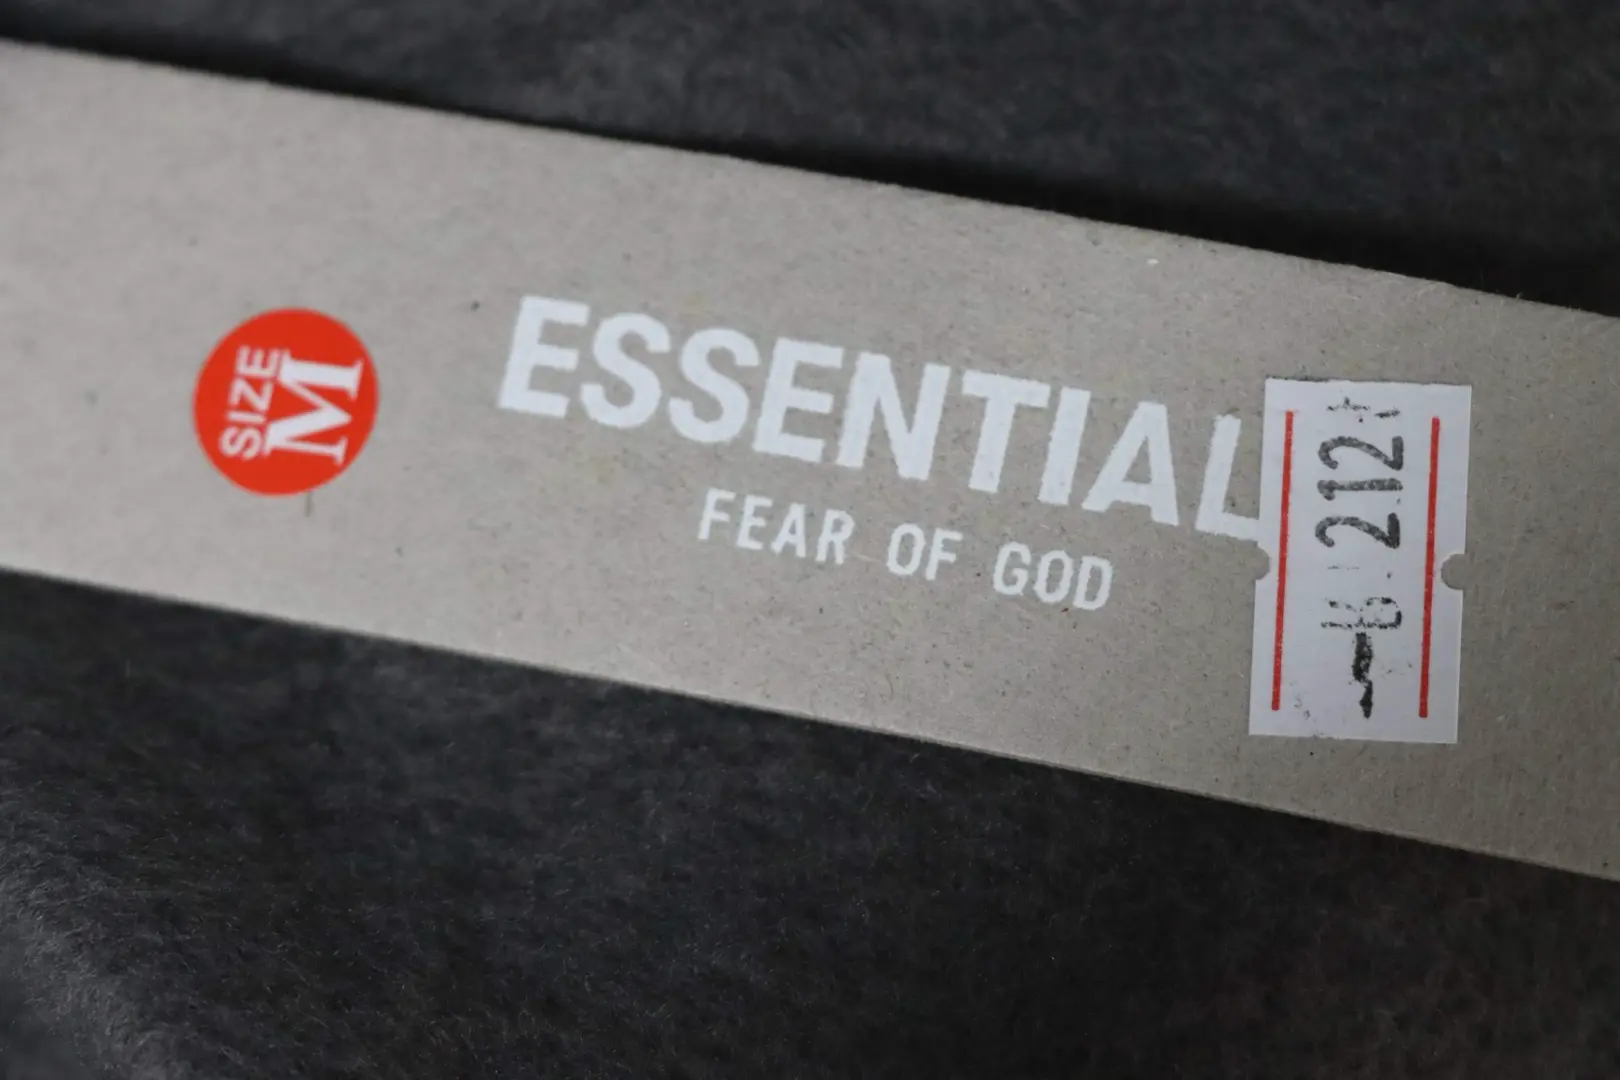 SIZE
M
ESSENTIAL
FEAR OF GOD
212